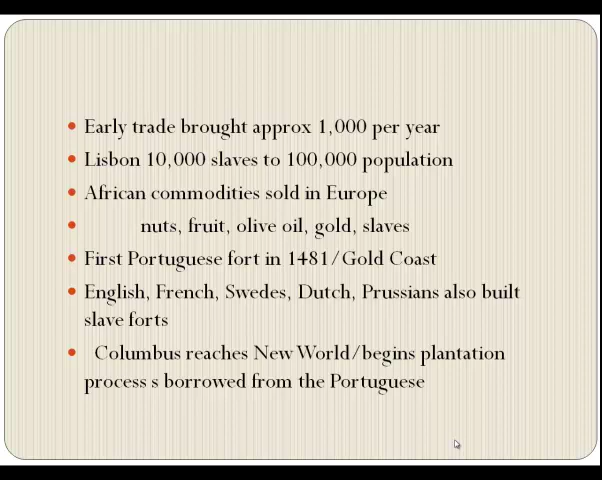 • Early trade brought approx 1,000 per year
• Lisbon 10,000 slaves to 100,000 population
• African commodities sold in Europe
• nuts, fruit, olive oil, gold, slaves
• First Portuguese fort in 1481/Gold Coast
• English, French, Swedes, Dutch, Prussians also built
slave forts
• Columbus reaches New World/begins plantation
process s borrowed from the Portuguese